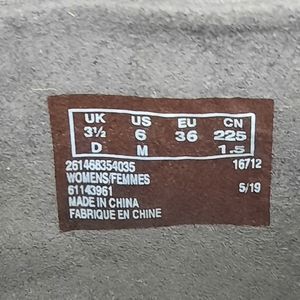 UK US EU CN
3½ 6 36 225
D M 1.5
261468354035 16712
WOMENS/FEMMES
61143961 5/19
MADE IN CHINA
FABRIQUE EN CHINE